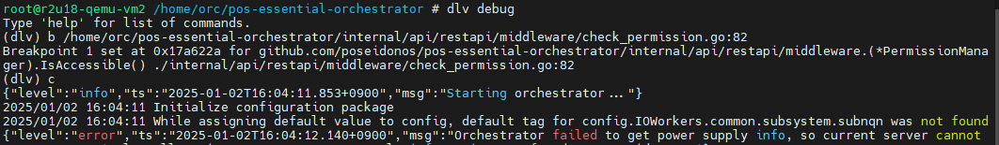 root@r2u18-qemu-vm2 /home/orc/pos-essential-orchestrator # dlv debug
Type 'help' for list of commands.
(dlv) b /home/orc/pos-essential-orchestrator/internal/api/restapi/middleware/check_permission.go:82
Breakpoint 1 set at 0x17a622a for github.com/poseidonos/pos-essential-orchestrator/internal/api/restapi/middleware.(*PermissionMana
ger).IsAccessible() ./internal/api/restapi/middleware/check_permission.go:82
(dlv) c
{"level":"info","ts":"2025-01-02T16:04:11.853+0900","msg":"Starting orchestrator..."}
2025/01/02 16:04:11 Initialize configuration package
2025/01/02 16:04:11 While assigning default value to config, default tag for config.IOWorkers.common.subsystem.subnqn was not found
{"level":"error","ts":"2025-01-02T16:04:12.140+0900","msg":"Orchestrator failed to get power supply info, so current server cannot